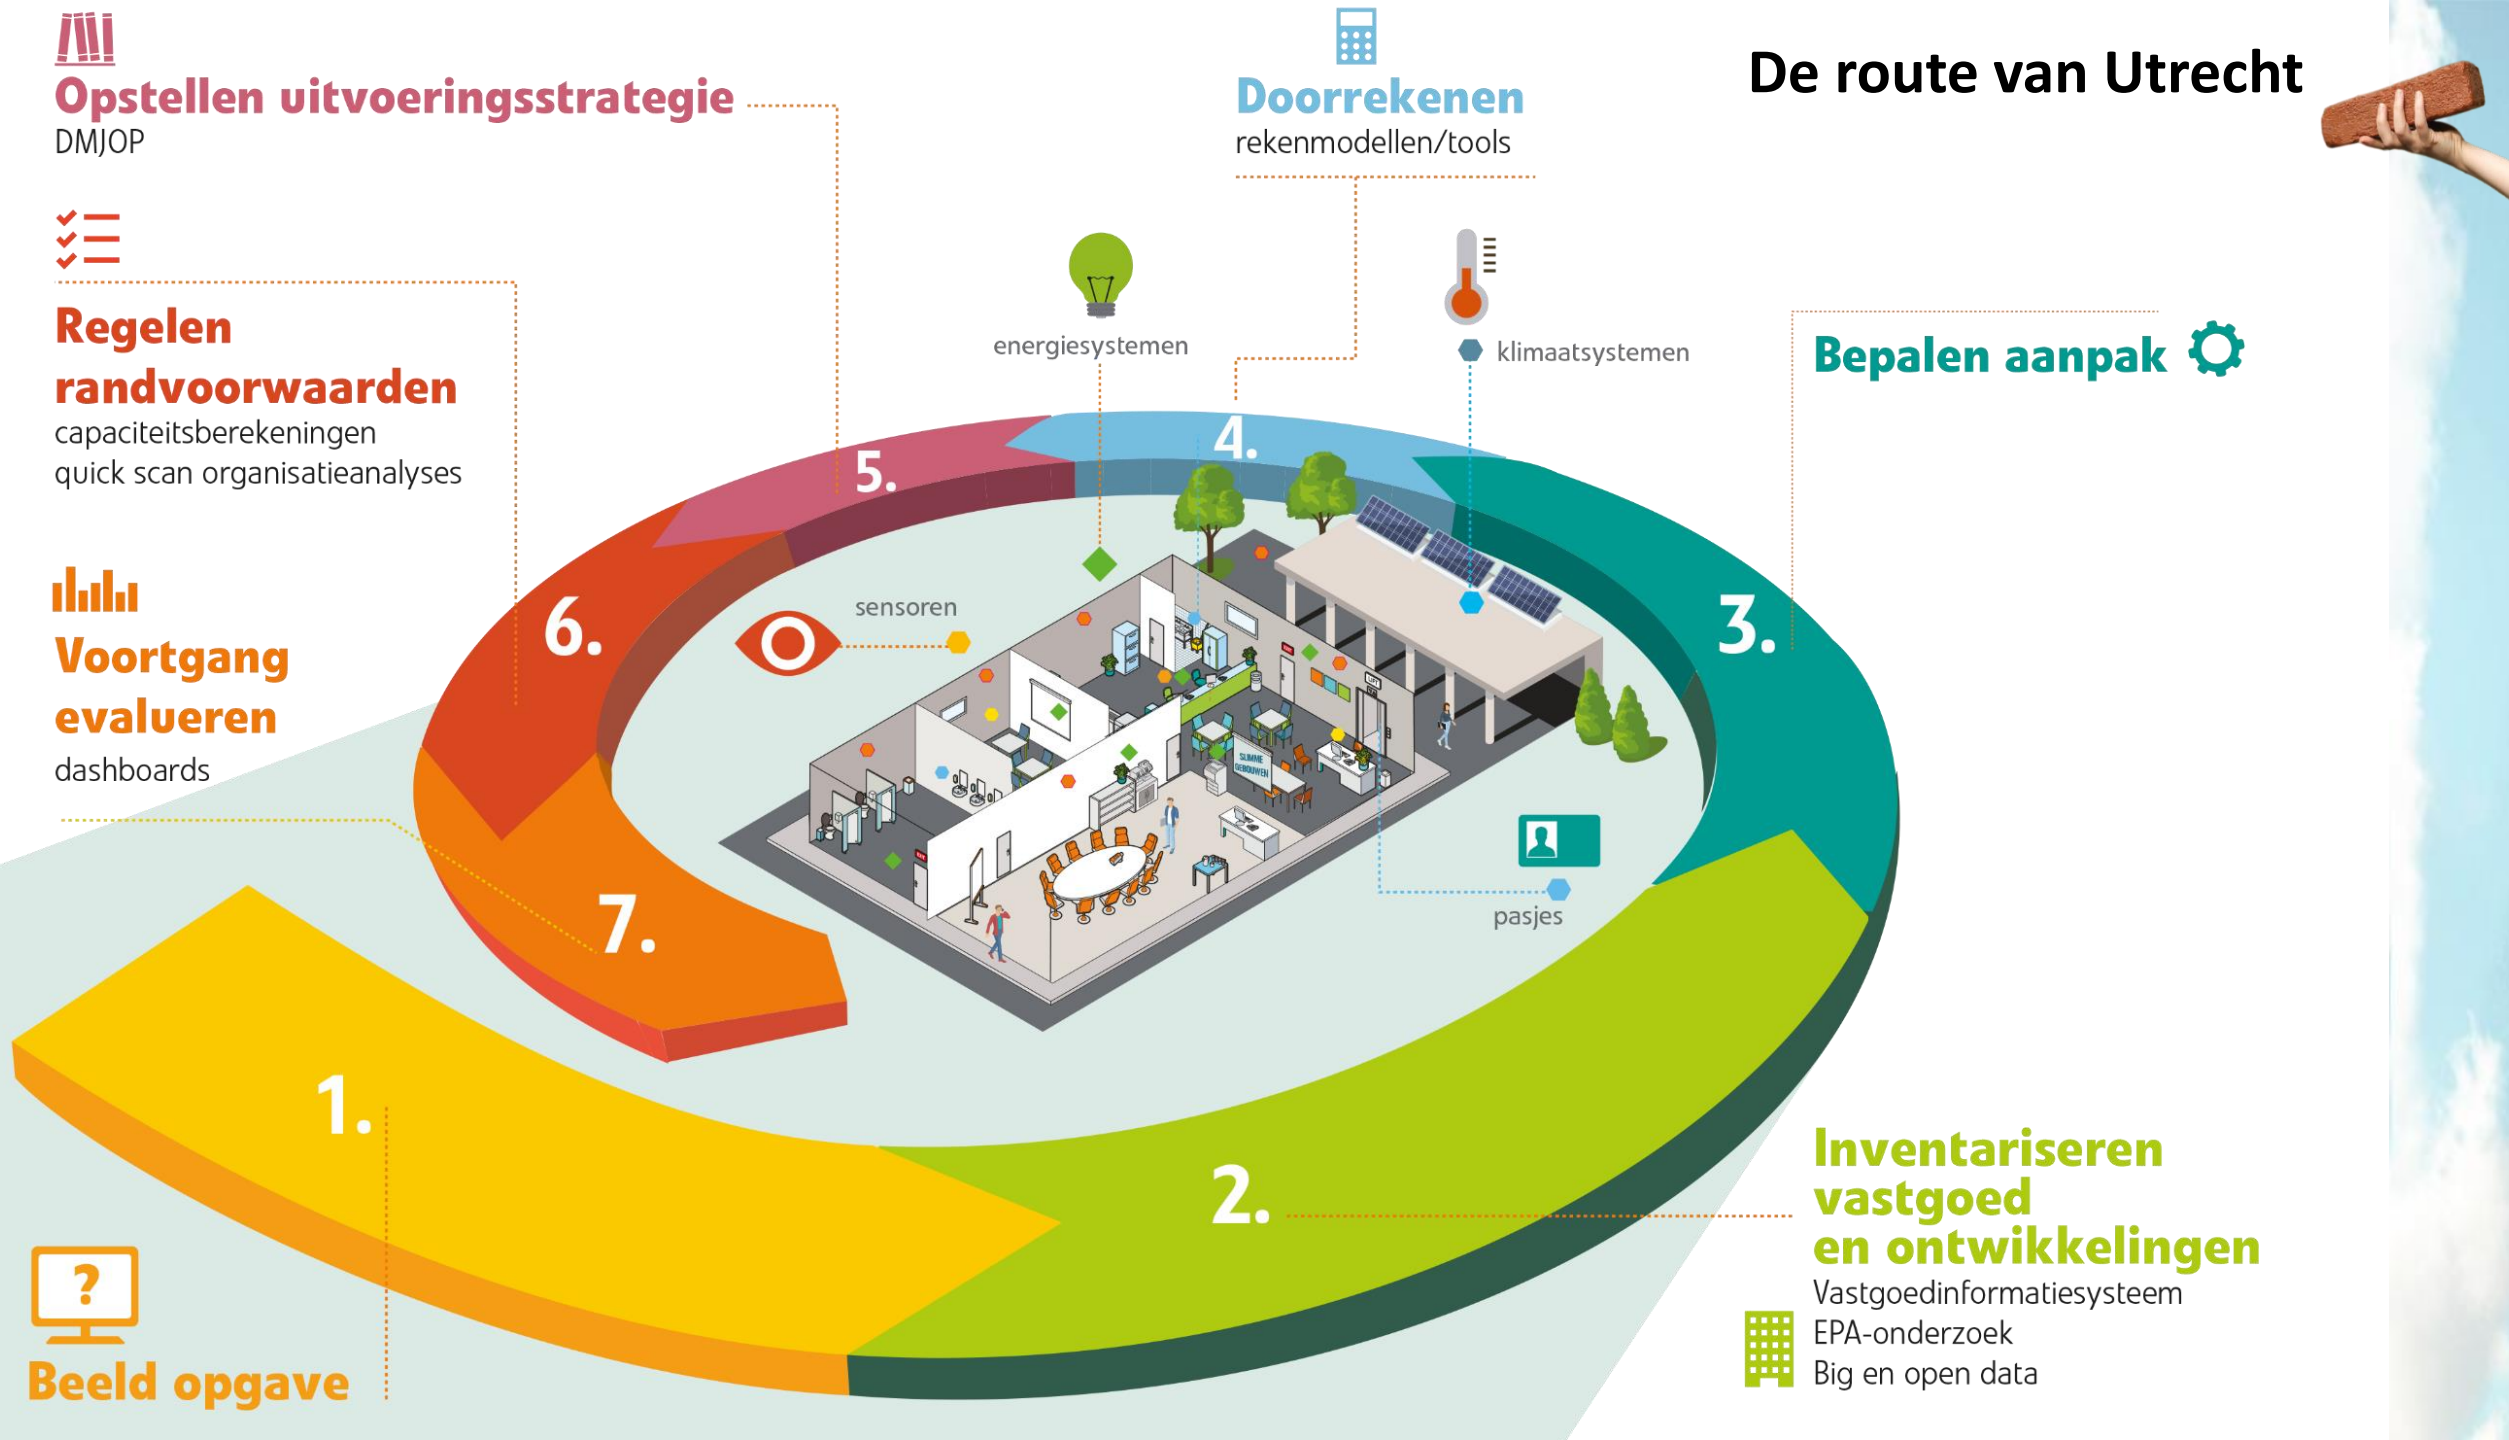 De route van Utrecht
Opstellen uitvoeringsstrategie
DMJOP
Doorrekenen
rekenmodellen/tools
Regelen
randvoorwaarden
capaciteitsberekeningen
quick scan organisatieanalyses
energiesystemen
klimaatsystemen
Bepalen aanpak
4.
5.
6.
3.
sensoren
Voortgang
evalueren
dashboards
SLIMME
GEBOUWEN
7.
pasjes
1.
2.
Inventariseren
vastgoed
en ontwikkelingen
Vastgoedinformatiesysteem
EPA-onderzoek
Big en open data
?
Beeld opgave